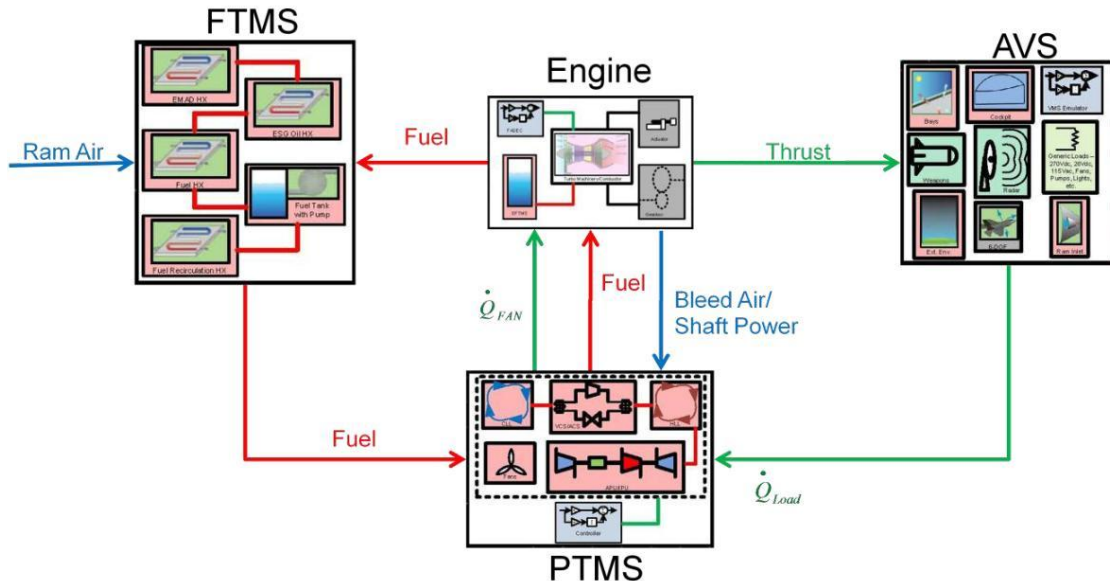 FTMS
Engine
AVS
EMAD HX
ESG Oil HX
Fuel HX
Fuel Tank
with Pump
Fuel Recirculation HX
Ram Air
Fuel
FADEC
Actuator
Turbo Machinery/Combustor
Thrust
Bays
Cockpit
VMS Emulator
Weapons
Radar
Generic Loads –
270Vdc, 28Vdc,
115Vac, Fans,
Pumps, Lights,
etc.
Ext. Env.
6-DOF
Ram Inlet
Q̇FAN
Fuel
Bleed Air/
Shaft Power
VCS/ACS
HLL
Fans
APU/EPU
Controller
Fuel
Q̇Load
PTMS